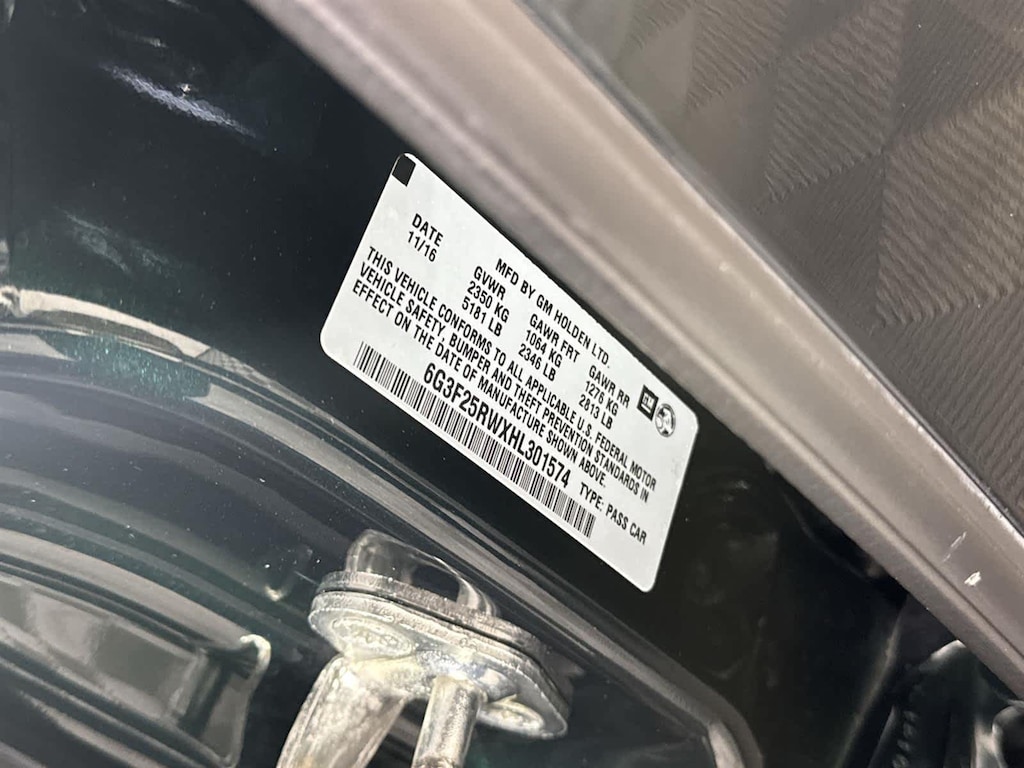 MFD BY GM HOLDEN LTD.
DATE GVWR GAWR FRT GAWR RR
11/16 2350 KG 1064 KG 1276 KG
5181 LB 2346 LB 2813 LB
GM
THIS VEHICLE CONFORMS TO ALL APPLICABLE U.S. FEDERAL MOTOR
VEHICLE SAFETY, BUMPER AND THEFT PREVENTION STANDARDS IN
EFFECT ON THE DATE OF MANUFACTURE SHOWN ABOVE.
6G3F25RWXHL301574 TYPE: PASS CAR